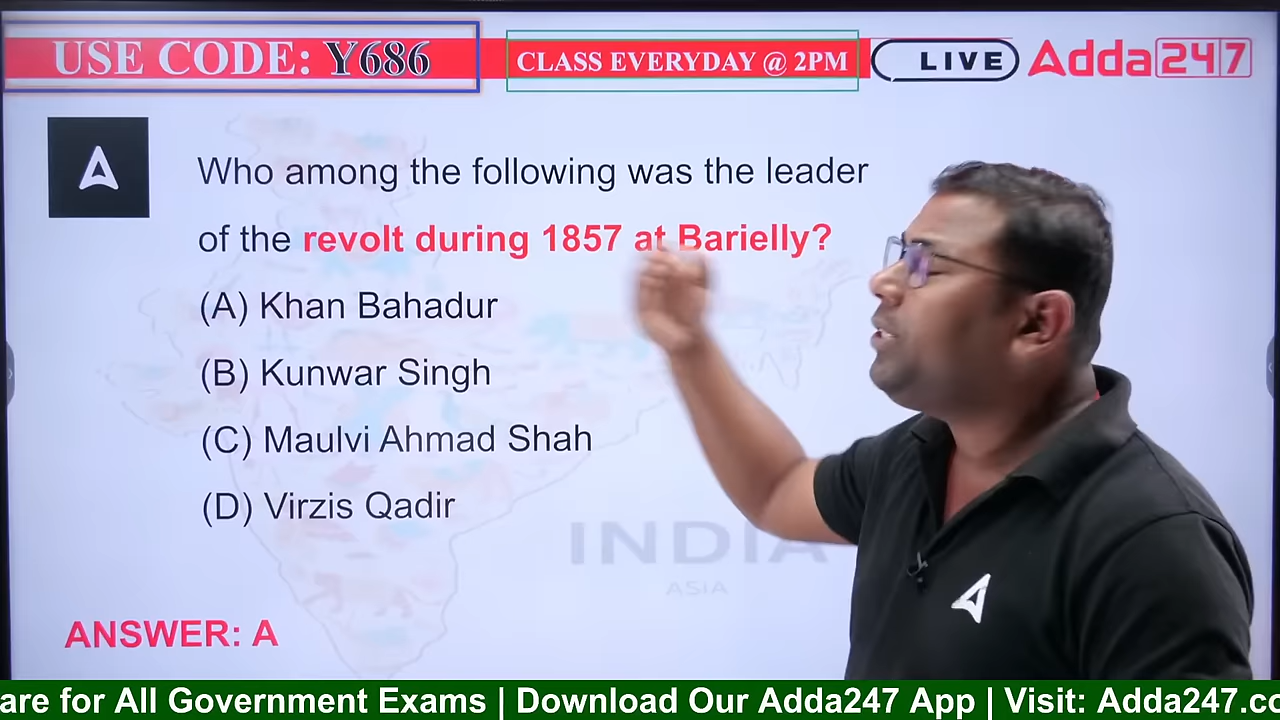 USE CODE: Y686
CLASS EVERYDAY @ 2PM
LIVE
Adda247
Who among the following was the leader
of the revolt during 1857 at Barielly?
(A) Khan Bahadur
(B) Kunwar Singh
(C) Maulvi Ahmad Shah
(D) Virzis Qadir
INDIA
ASIA
ANSWER: A
are for All Government Exams | Download Our Adda247 App | Visit: Adda247.co